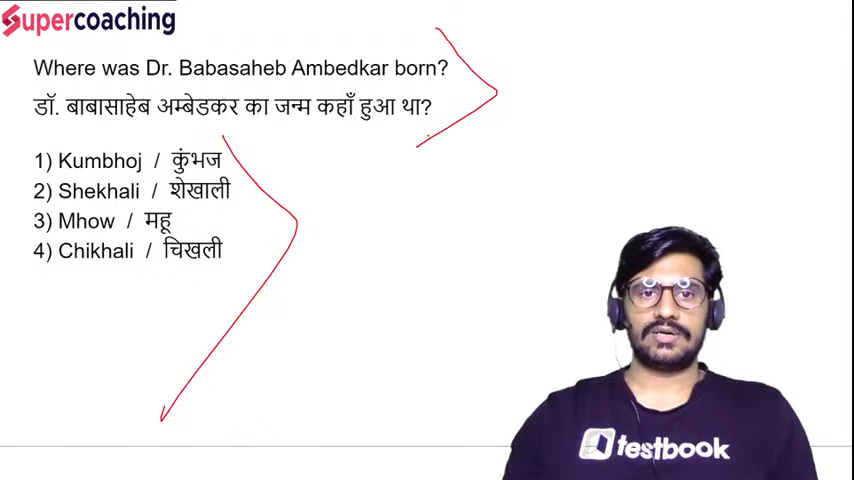 Supercoaching
Where was Dr. Babasaheb Ambedkar born?
डॉ. बाबासाहेब अम्बेडकर का जन्म कहाँ हुआ था?
1) Kumbhoj / कुंभज
2) Shekhali / शेखाली
3) Mhow / महू
4) Chikhali / चिखली
testbook